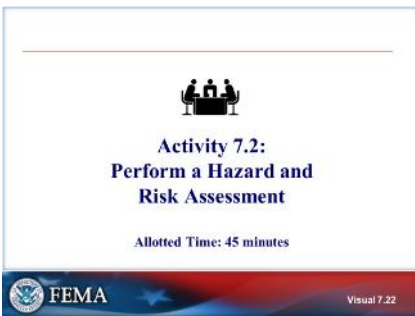 Activity 7.2:
Perform a Hazard and
Risk Assessment
Allotted Time: 45 minutes
FEMA
Visual 7.22